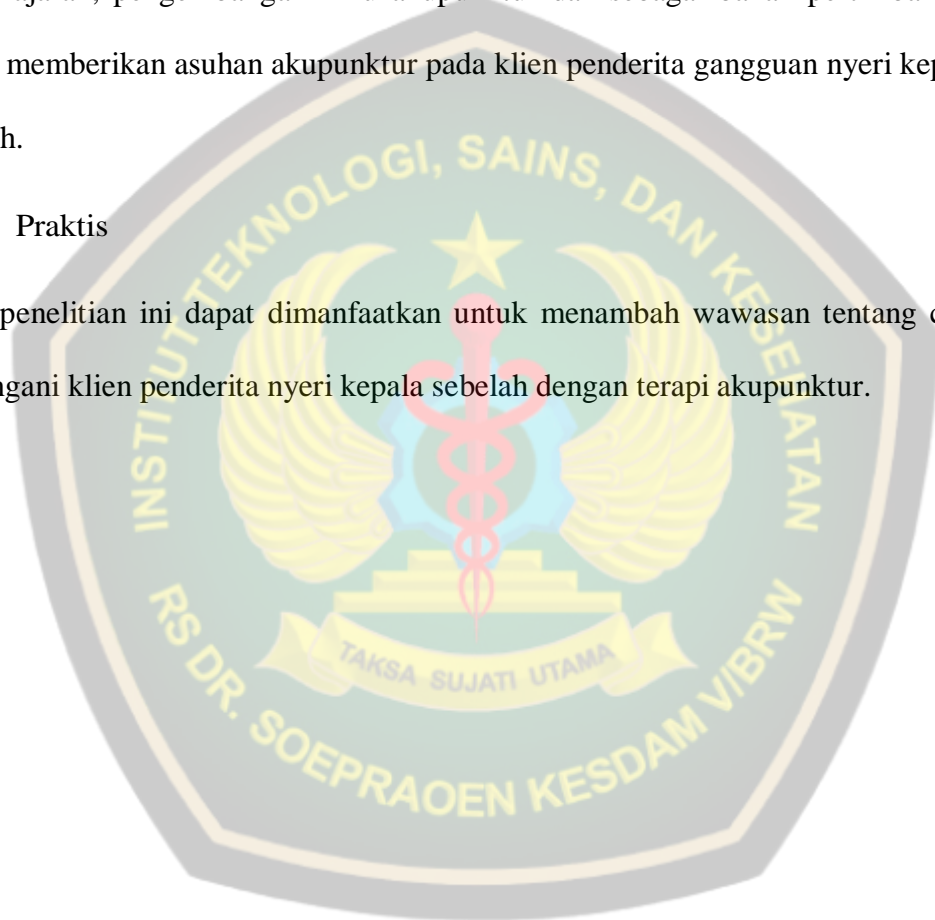 memberikan asuhan akupunktur pada klien penderita gangguan nyeri
h.
Praktis
penelitian ini dapat dimanfaatkan untuk menambah wawasan tentang
ngani klien penderita nyeri kepala sebelah dengan terapi akupunktur.
INSTITUT TEKNOLOGI, SAINS, DAN KESEHATAN
TAKSA SUJATI UTAMA
RS DR. SOEPRAOEN KESDAM V/BRW